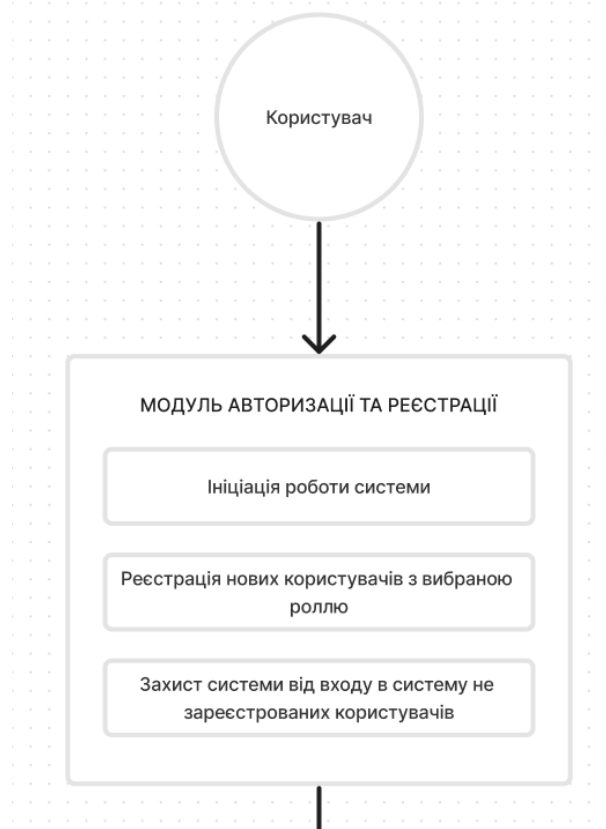 Користувач
МОДУЛЬ АВТОРИЗАЦІЇ ТА РЕЄСТРАЦІЇ
Ініціація роботи системи
Реєстрація нових користувачів з вибраною
роллю
Захист системи від входу в систему не
зареєстрованих користувачів